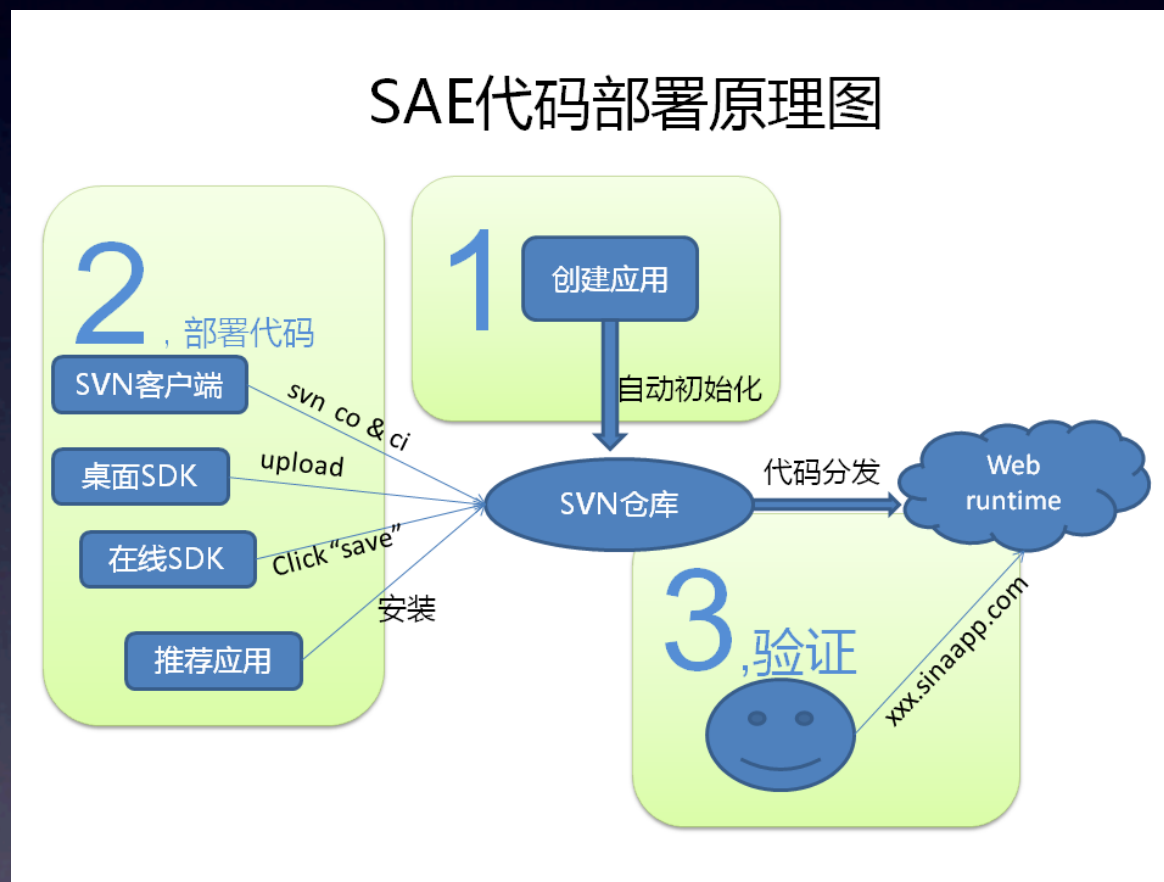 SAE代码部署原理图
1
创建应用
自动初始化
2
，部署代码
SVN客户端
svn co & ci
桌面SDK
upload
在线SDK
Click “save”
推荐应用
安装
SVN仓库
代码分发
Web
runtime
3,验证
xxx.sinaapp.com